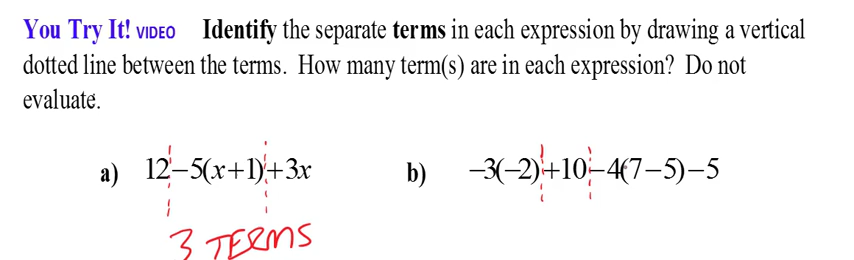 You Try It! VIDEO Identify the separate terms in each expression by drawing a vertical
dotted line between the terms. How many term(s) are in each expression? Do not
evaluate.
a) 12–5(x+1)+3x b) –3(–2)+10–4(7–5)–5
3 TERMS